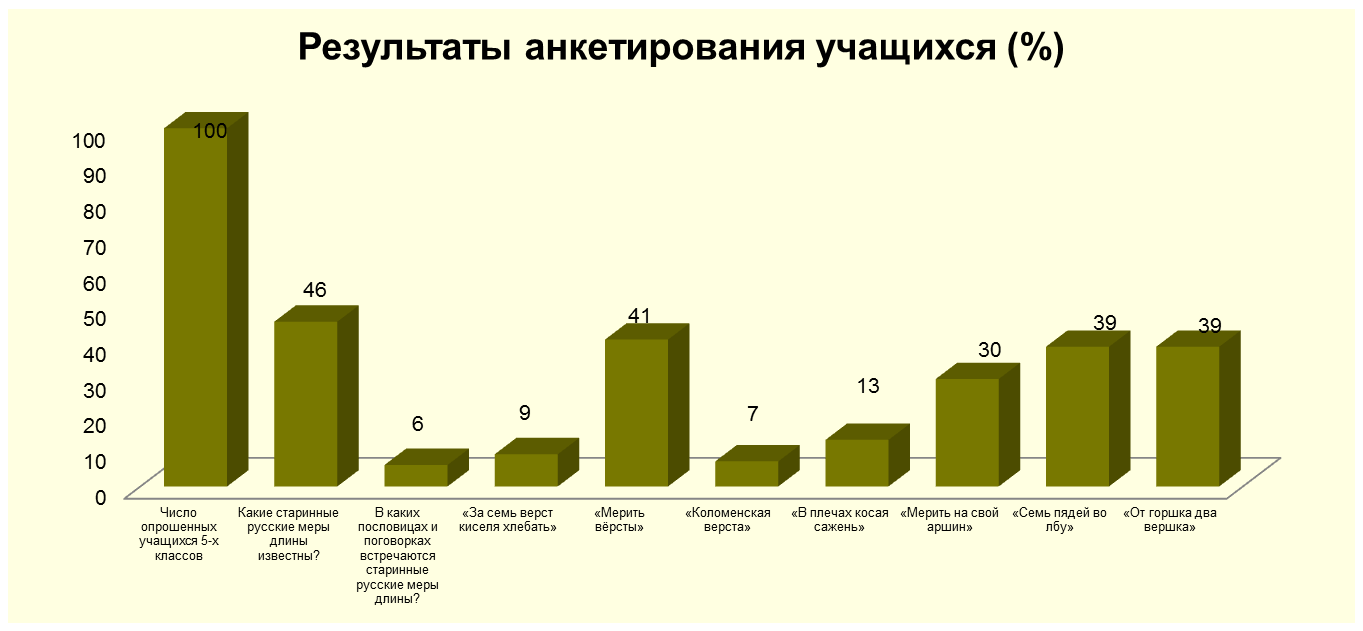 Результаты анкетирования учащихся (%)
100
90
80
70
60
50
40
30
20
10
0
100
46
6
9
41
7
13
30
39
39
Число
опрошенных
учащихся 5-х
классов
Какие старинные
русские меры
длины
известны?
В каких
пословицах и
поговорках
встречаются
старинные
русские меры
длины?
«За семь верст
киселя хлебать»
«Мерить
вёрсты»
«Коломенская
верста»
«В плечах косая
сажень»
«Мерить на свой
аршин»
«Семь пядей во
лбу»
«От горшка два
вершка»